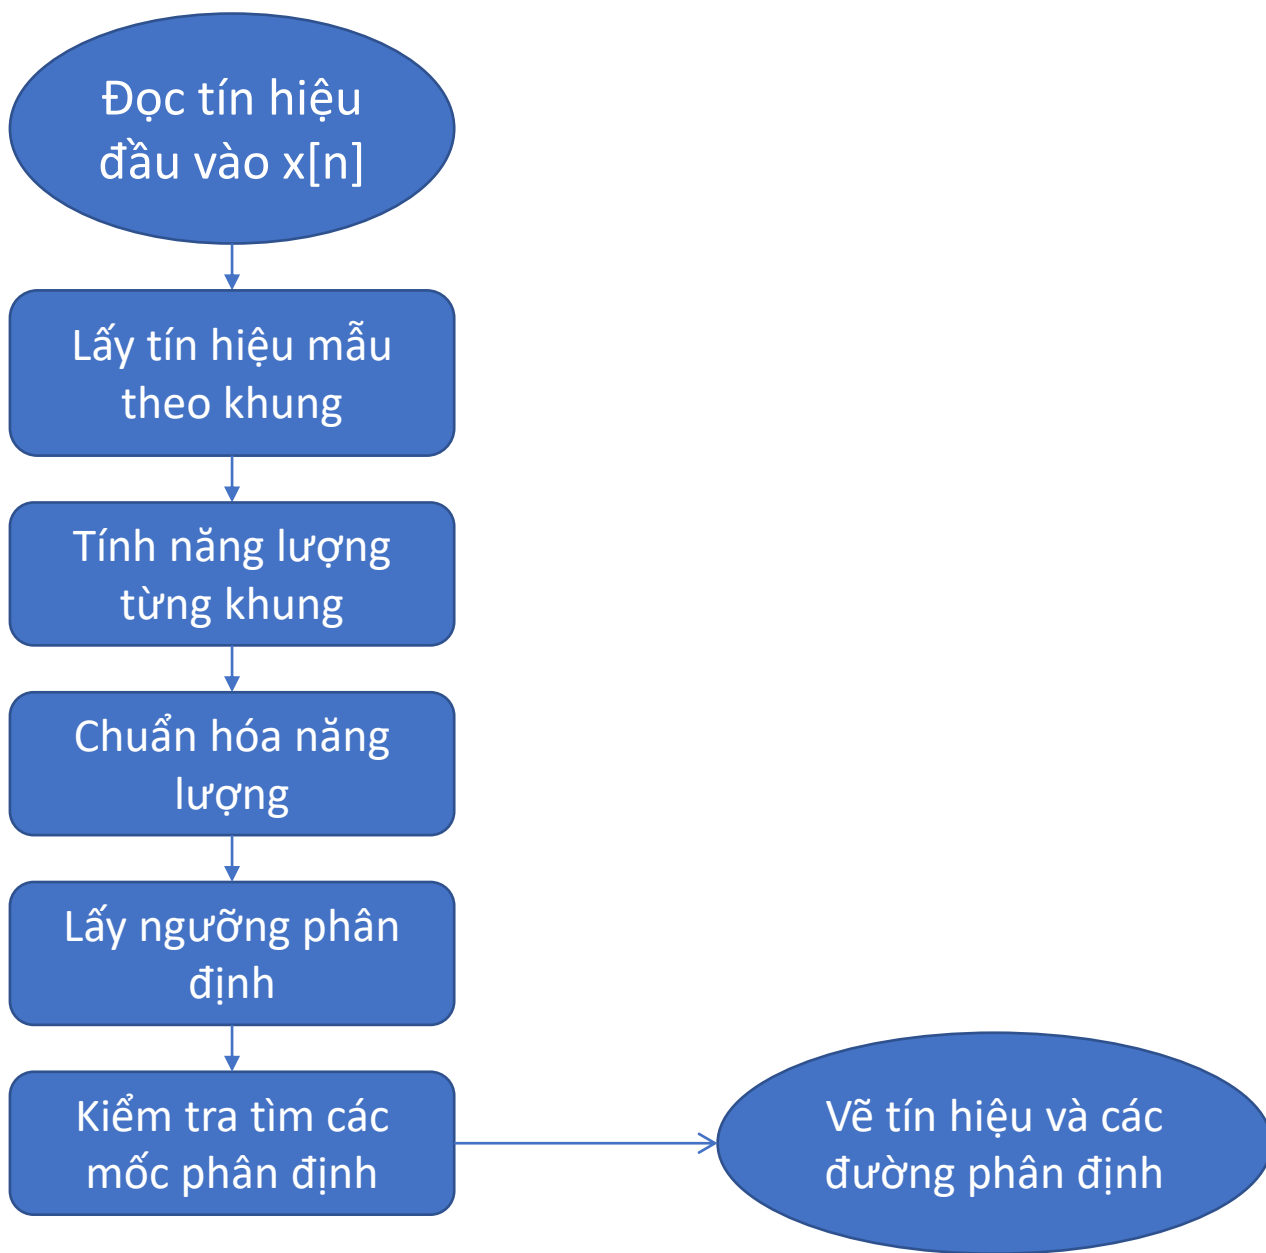 Đọc tín hiệu
đầu vào x[n]
Lấy tín hiệu mẫu
theo khung
Tính năng lượng
từng khung
Chuẩn hóa năng
lượng
Lấy ngưỡng phân
định
Kiểm tra tìm các
mốc phân định
Vẽ tín hiệu và các
đường phân định